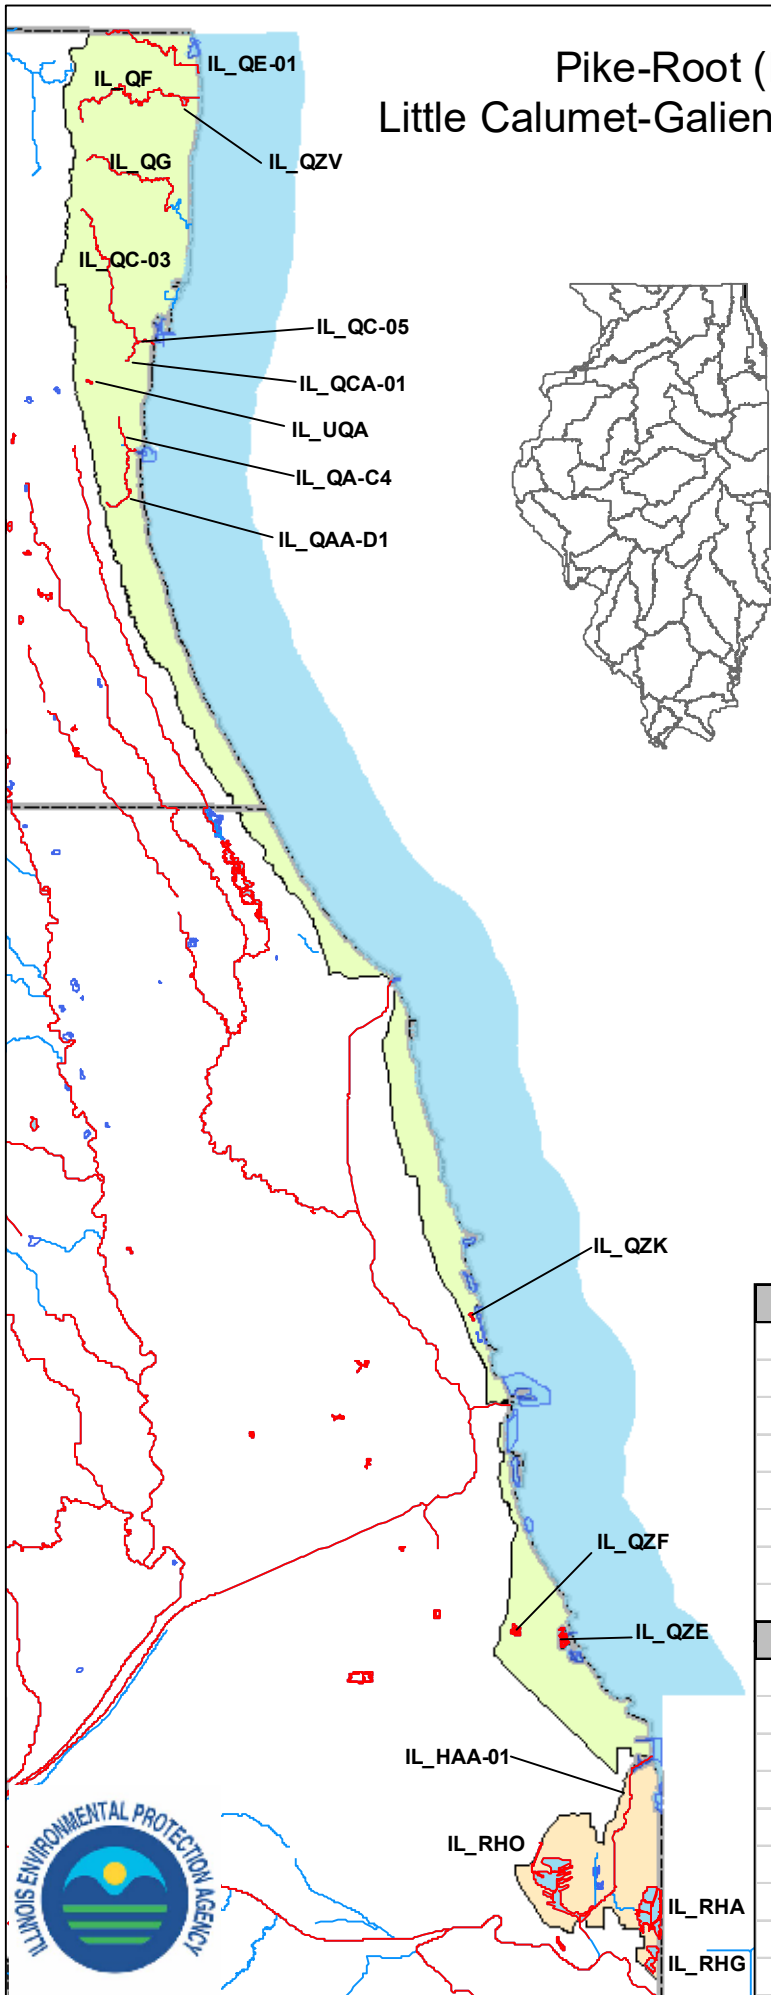 Pike-Root (
Little Calumet-Galien
IL_QE-01
IL_QF
IL_QZV
IL_QG
IL_QC-03
IL_QC-05
IL_QCA-01
IL_UQA
IL_QA-C4
IL_QAA-D1
IL_QZK
IL_QZF
IL_QZE
IL_HAA-01
IL_RHO
IL_RHA
IL_RHG
ILLINOIS ENVIRONMENTAL PROTECTION AGENCY